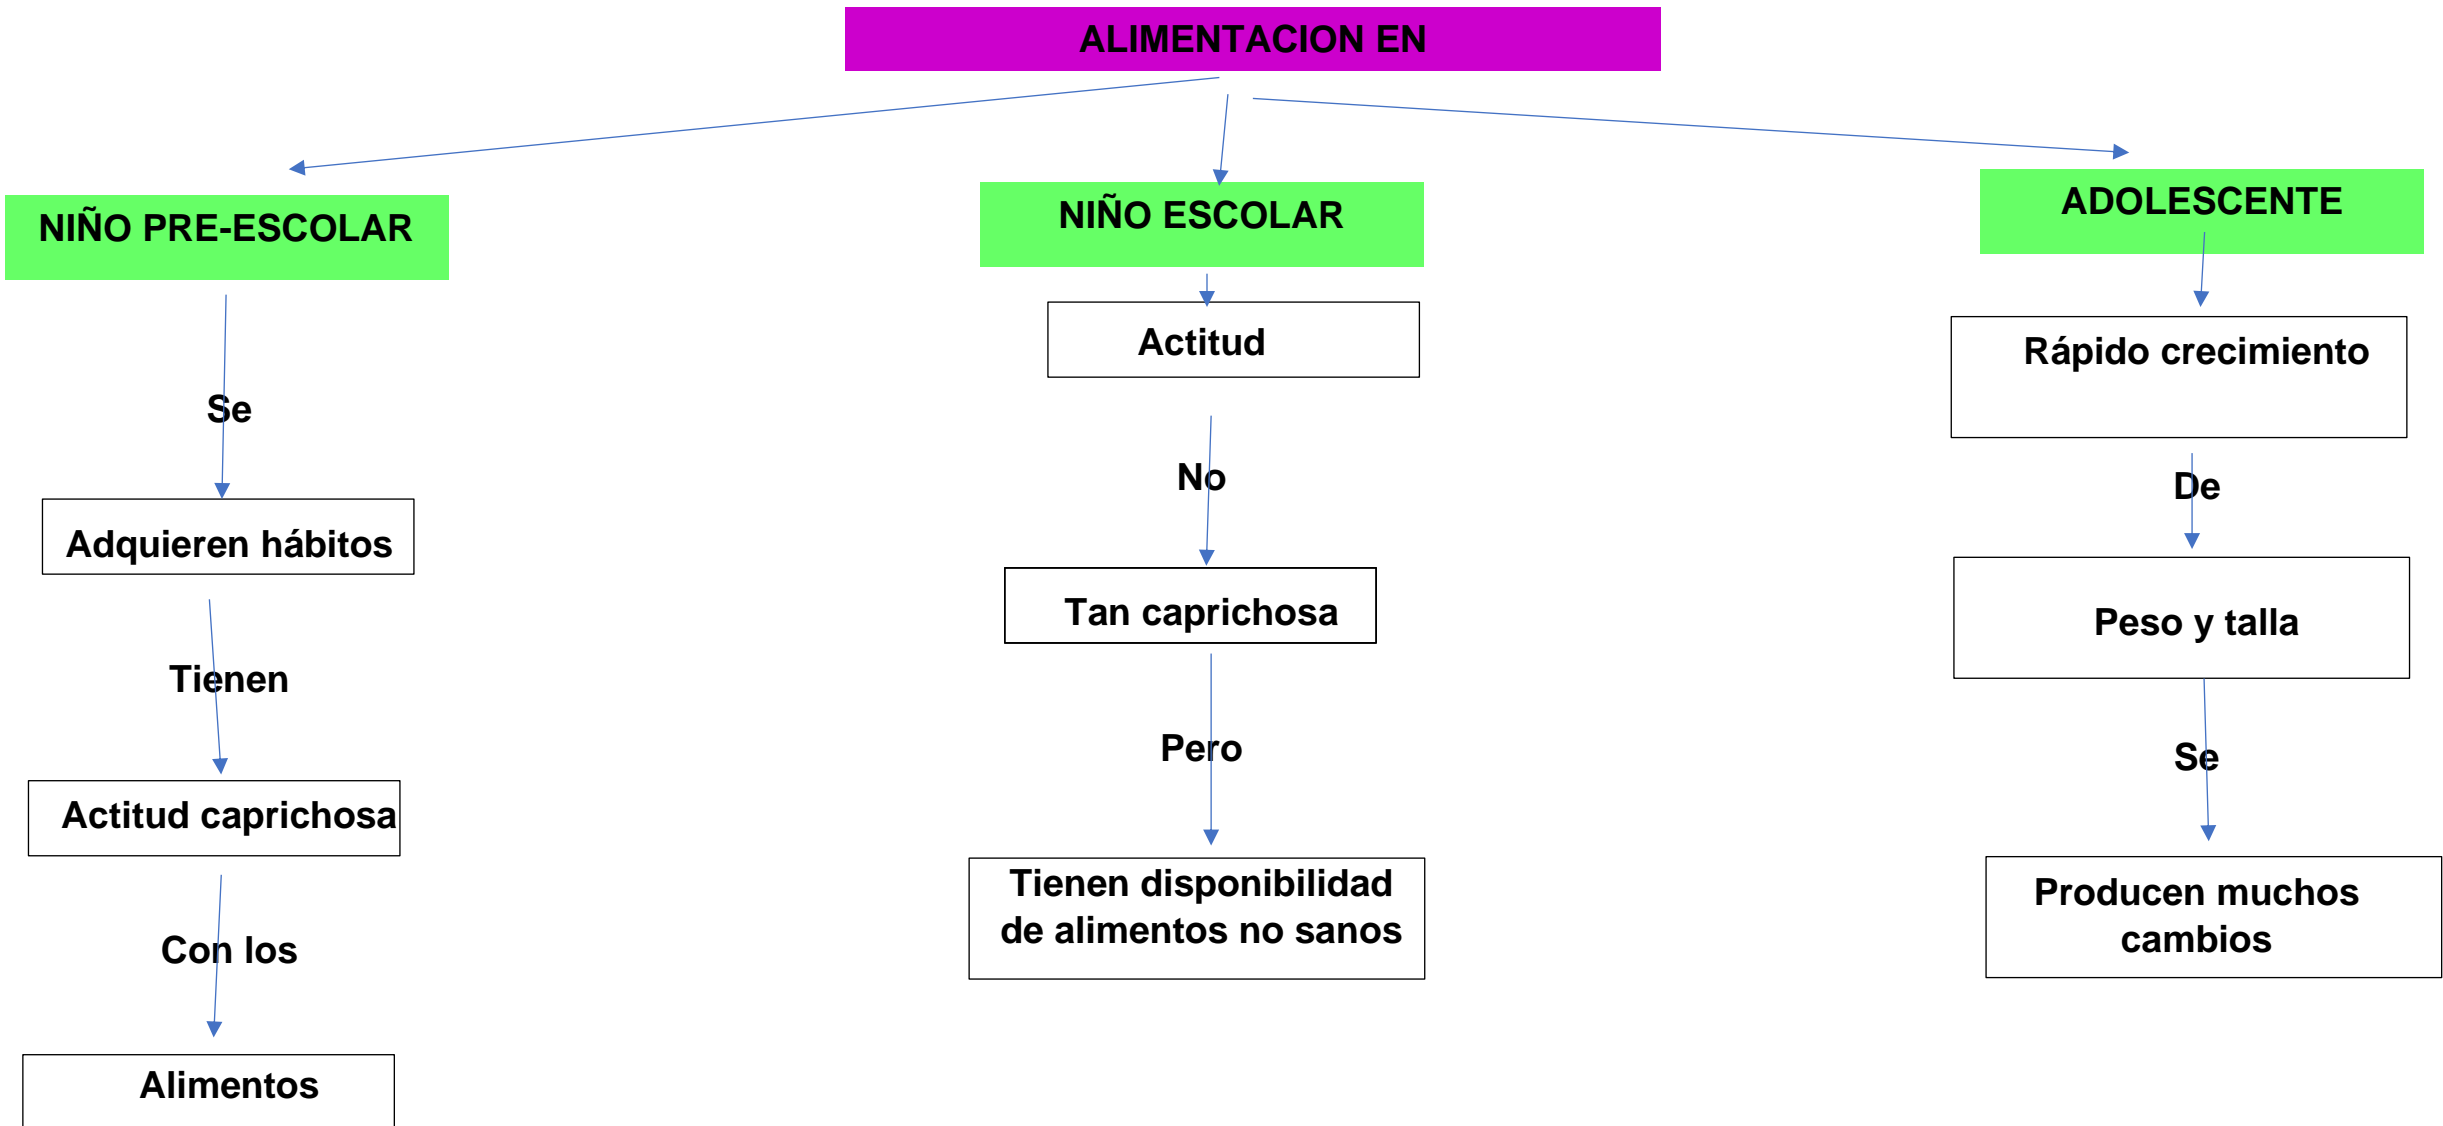 ALIMENTACION EN
NIÑO PRE-ESCOLAR
Se
Adquieren hábitos
Tienen
Actitud caprichosa
Con los
Alimentos
NIÑO ESCOLAR
Actitud
No
Tan caprichosa
Pero
Tienen disponibilidad
de alimentos no sanos
ADOLESCENTE
Rápido crecimiento
De
Peso y talla
Se
Producen muchos
cambios